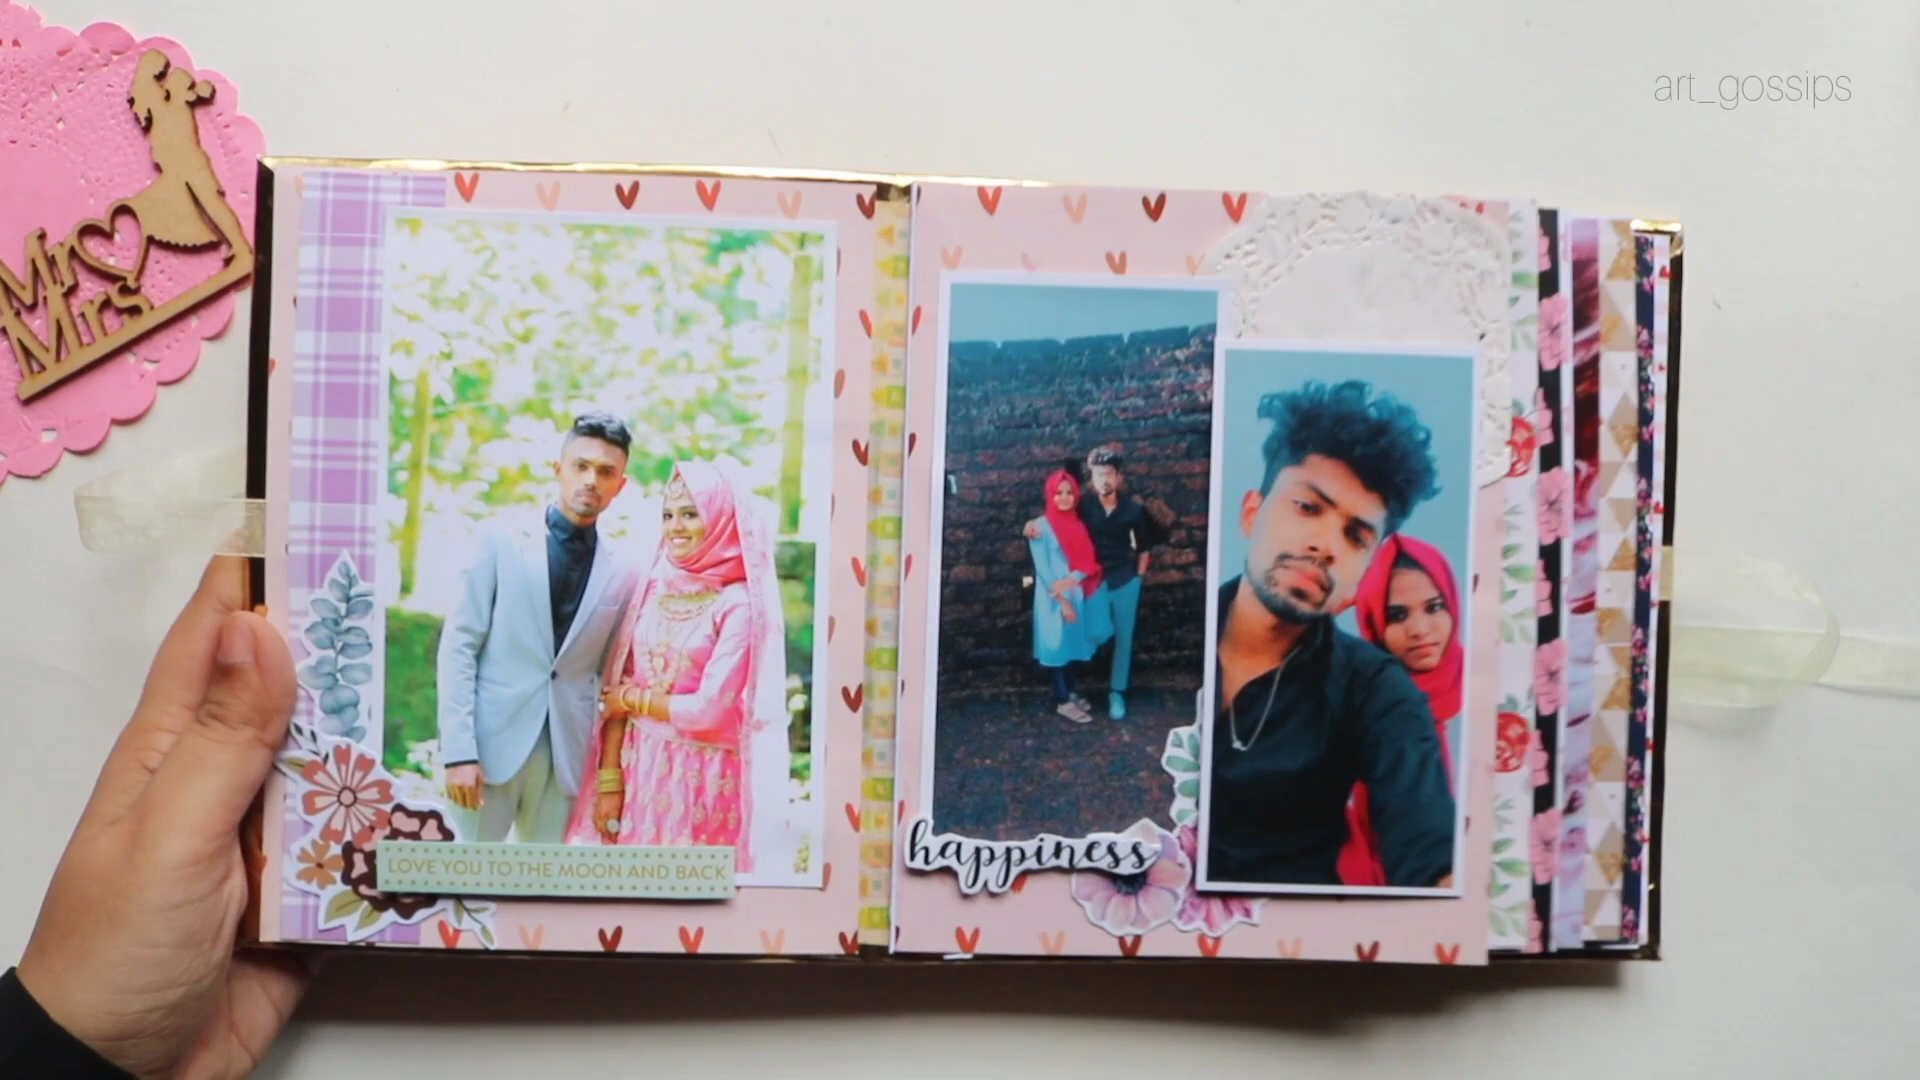 art_gossips
Mr
Mrs
LOVE YOU TO THE MOON AND BACK
happiness